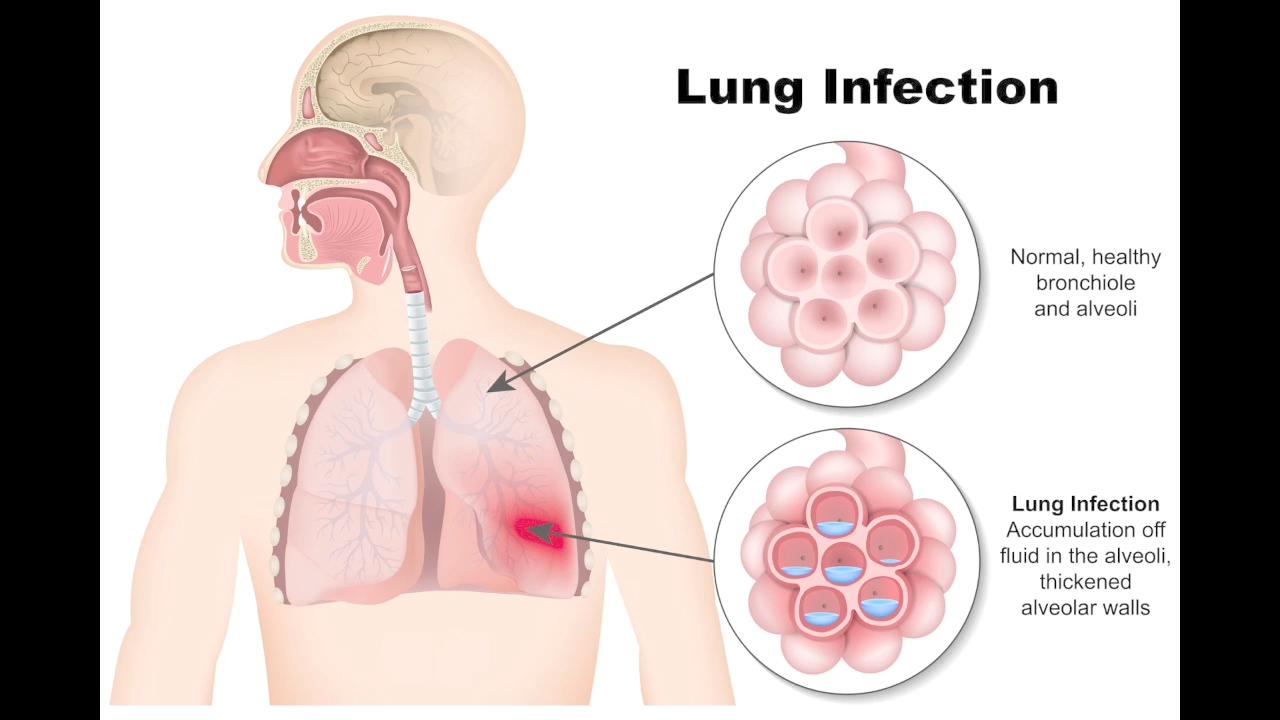 Lung Infection
Normal, healthy
bronchiole
and alveoli
Lung Infection
Accumulation off
fluid in the alveoli,
thickened
alveolar walls